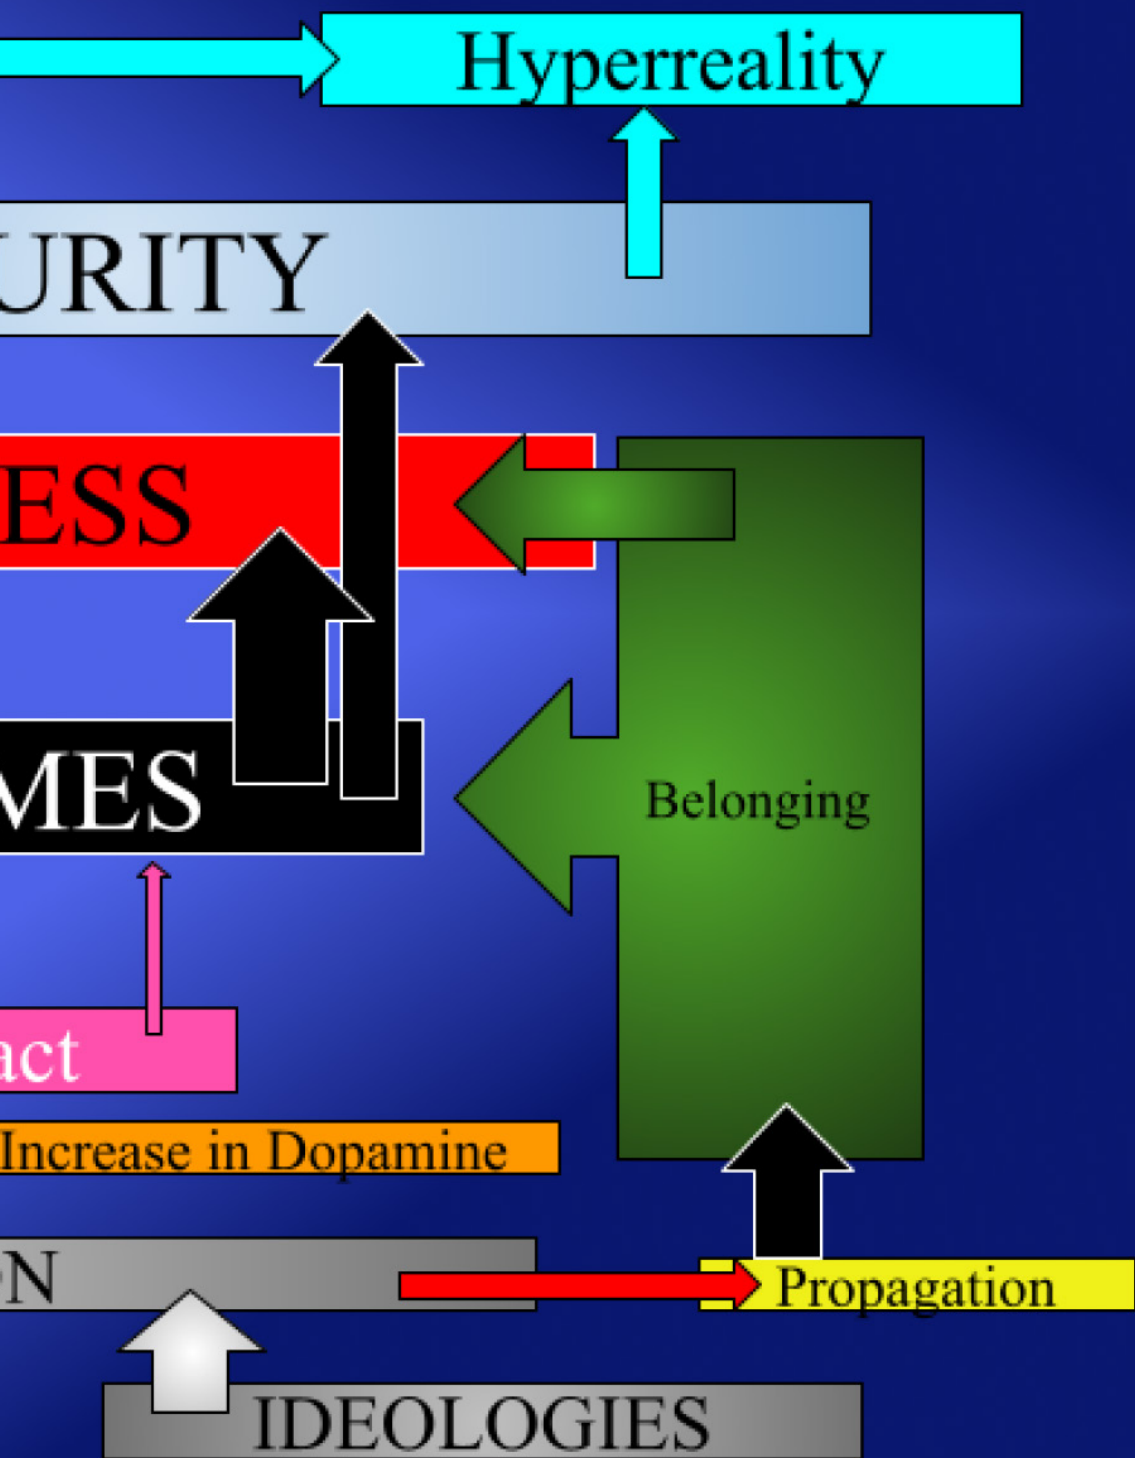 Hyperreality
URITY
ESS
MES
Belonging
act
Increase in Dopamine
N
Propagation
IDEOLOGIES